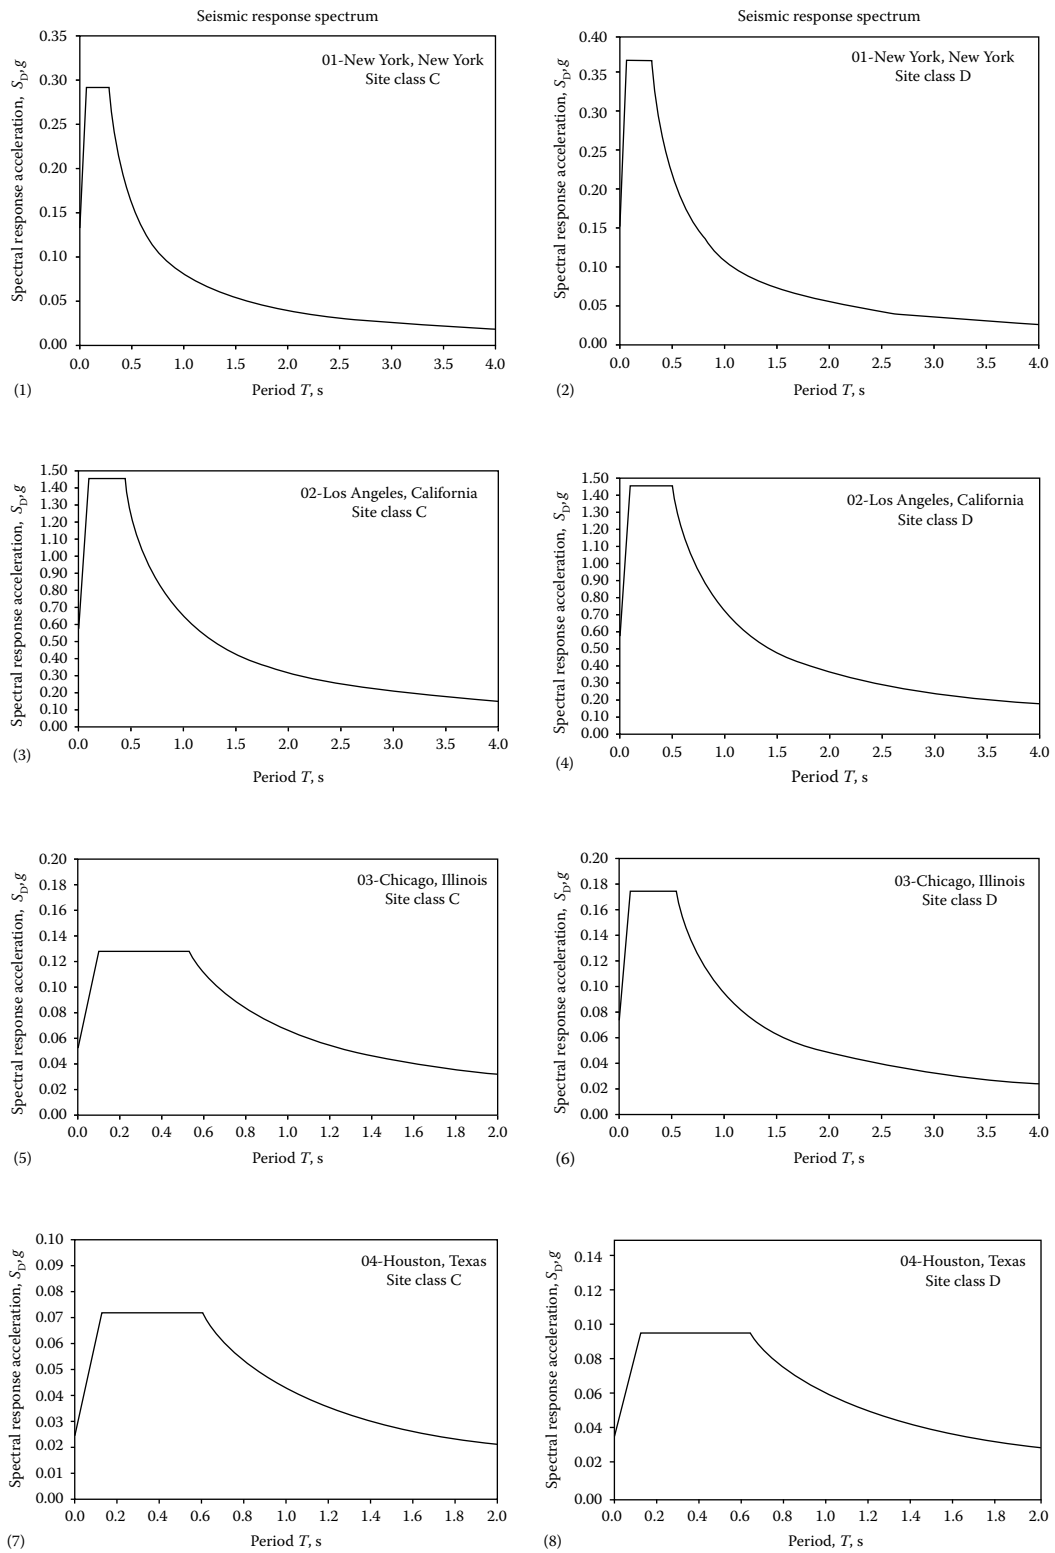 Seismic response spectrum
Spectral response acceleration, S_D, g
0.35
0.30
0.25
0.20
0.15
0.10
0.05
0.00
01-New York, New York
Site class C
0.0 0.5 1.0 1.5 2.0 2.5 3.0 3.5 4.0
Period T, s
(1)
Seismic response spectrum
Spectral response acceleration, S_D, g
0.40
0.35
0.30
0.25
0.20
0.15
0.10
0.05
0.00
01-New York, New York
Site class D
0.0 0.5 1.0 1.5 2.0 2.5 3.0 3.5 4.0
Period T, s
(2)
Spectral response acceleration, S_D, g
1.50
1.40
1.30
1.20
1.10
1.00
0.90
0.80
0.70
0.60
0.50
0.40
0.30
0.20
0.10
0.00
02-Los Angeles, California
Site class C
0.0 0.5 1.0 1.5 2.0 2.5 3.0 3.5 4.0
Period T, s
(3)
Spectral response acceleration, S_D, g
1.50
1.40
1.30
1.20
1.10
1.00
0.90
0.80
0.70
0.60
0.50
0.40
0.30
0.20
0.10
0.00
02-Los Angeles, California
Site class D
0.0 0.5 1.0 1.5 2.0 2.5 3.0 3.5 4.0
Period T, s
(4)
Spectral response acceleration, S_D, g
0.20
0.18
0.16
0.14
0.12
0.10
0.08
0.06
0.04
0.02
0.00
03-Chicago, Illinois
Site class C
0.0 0.2 0.4 0.6 0.8 1.0 1.2 1.4 1.6 1.8 2.0
Period T, s
(5)
Spectral response acceleration, S_D, g
0.20
0.18
0.16
0.14
0.12
0.10
0.08
0.06
0.04
0.02
0.00
03-Chicago, Illinois
Site class D
0.0 0.5 1.0 1.5 2.0 2.5 3.0 3.5 4.0
Period T, s
(6)
Spectral response acceleration, S_D, g
0.10
0.09
0.08
0.07
0.06
0.05
0.04
0.03
0.02
0.01
0.00
04-Houston, Texas
Site class C
0.0 0.2 0.4 0.6 0.8 1.0 1.2 1.4 1.6 1.8 2.0
Period T, s
(7)
Spectral response acceleration, S_D, g
0.14
0.12
0.10
0.08
0.06
0.04
0.02
0.00
04-Houston, Texas
Site class D
0.0 0.2 0.4 0.6 0.8 1.0 1.2 1.4 1.6 1.8 2.0
Period, T, s
(8)